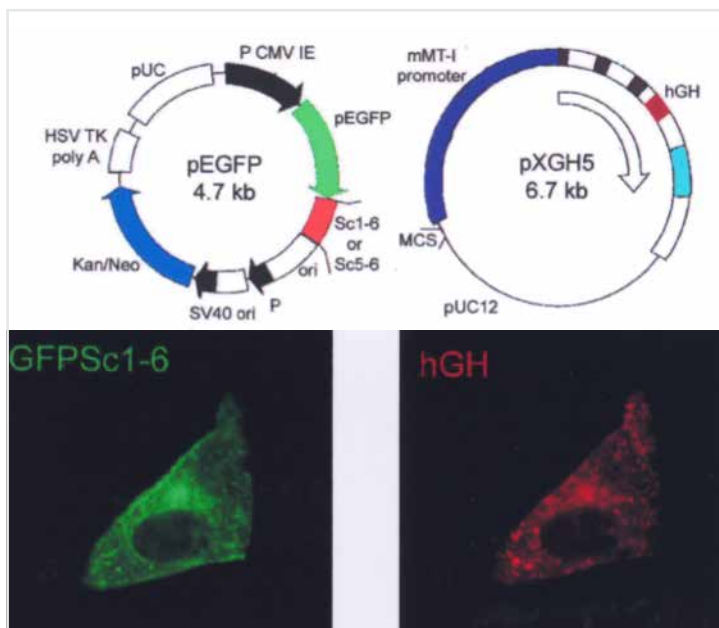 P CMV IE
pUC
pEGFP
HSV TK
poly A
pEGFP
4.7 kb
Sc1-6
or
Sc5-6
Kan/Neo
ori
SV40 ori
P
mMT-I
promoter
hGH
pXGH5
6.7 kb
MCS
pUC12
GFPSc1-6
hGH